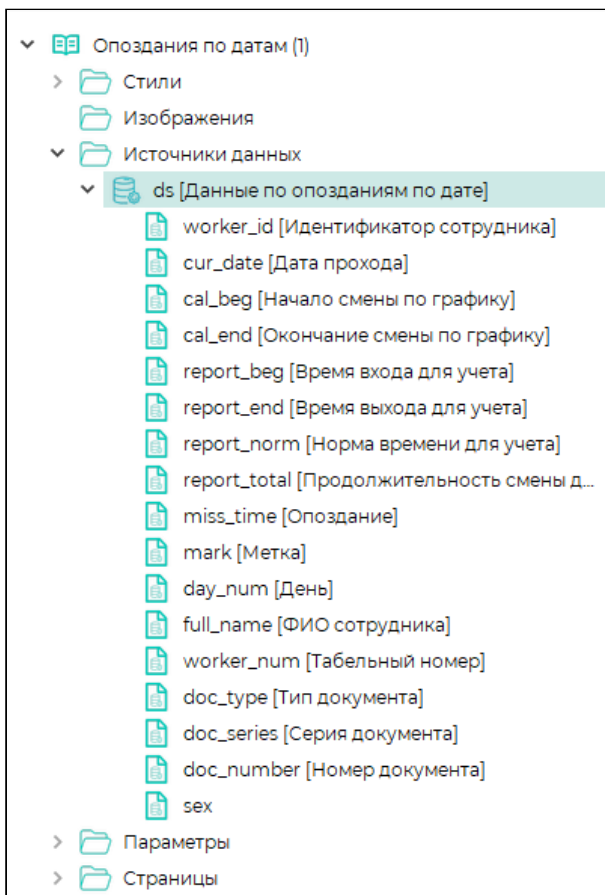 Опоздания по датам (1)
Стили
Изображения
Источники данных
ds [Данные по опозданиям по дате]
worker_id [Идентификатор сотрудника]
cur_date [Дата прохода]
cal_beg [Начало смены по графику]
cal_end [Окончание смены по графику]
report_beg [Время входа для учета]
report_end [Время выхода для учета]
report_norm [Норма времени для учета]
report_total [Продолжительность смены д...
miss_time [Опоздание]
mark [Метка]
day_num [День]
full_name [ФИО сотрудника]
worker_num [Табельный номер]
doc_type [Тип документа]
doc_series [Серия документа]
doc_number [Номер документа]
sex
Параметры
Страницы